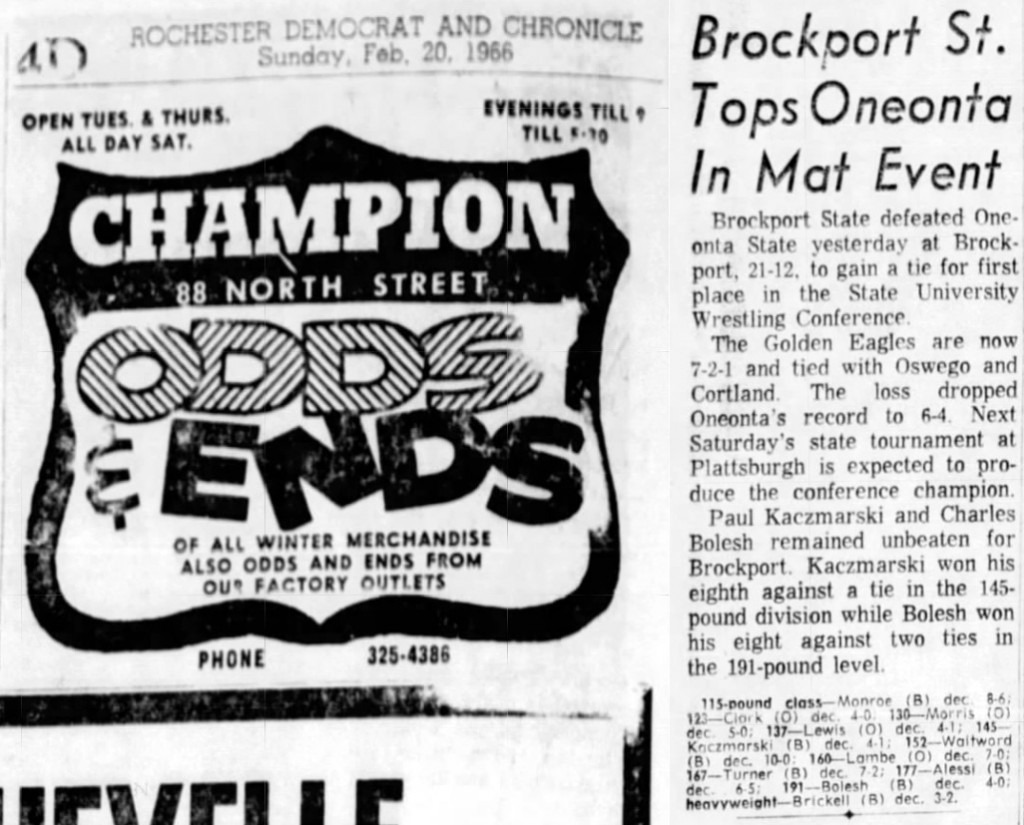 4D
ROCHESTER DEMOCRAT AND CHRONICLE
Sunday, Feb. 20, 1966
OPEN TUES. & THURS.
ALL DAY SAT.
EVENINGS TILL 9
TILL 5:30
CHAMPION
88 NORTH STREET
ODDS
& ENDS
OF ALL WINTER MERCHANDISE
ALSO ODDS AND ENDS FROM
OUR FACTORY OUTLETS
PHONE 325-4386
Brockport St.
Tops Oneonta
In Mat Event
Brockport State defeated One-
onta State yesterday at Brock-
port, 21-12, to gain a tie for first
place in the State University
Wrestling Conference.
The Golden Eagles are now
7-2-1 and tied with Oswego and
Cortland. The loss dropped
Oneonta's record to 6-4. Next
Saturday's state tournament at
Plattsburgh is expected to pro-
duce the conference champion.
Paul Kaczmarski and Charles
Bolesh remained unbeaten for
Brockport. Kaczmarski won his
eighth against a tie in the 145-
pound division while Bolesh won
his eight against two ties in
the 191-pound level.
115-pound class—Monroe (B) dec. 8-6;
123—Clark (O) dec. 4-0; 130—Morris (O)
dec. 5-0; 137—Lewis (O) dec. 4-1; 145—
Kaczmarski (B) dec. 4-1; 152—Waltword
(B) dec. 10-0; 160—Lambe (O) dec. 7-0;
167—Turner (B) dec. 7-2; 177—Alessi (B)
dec. 6-5; 191—Bolesh (B) dec. 4-0;
heavyweight—Brickell (B) dec. 3-2.